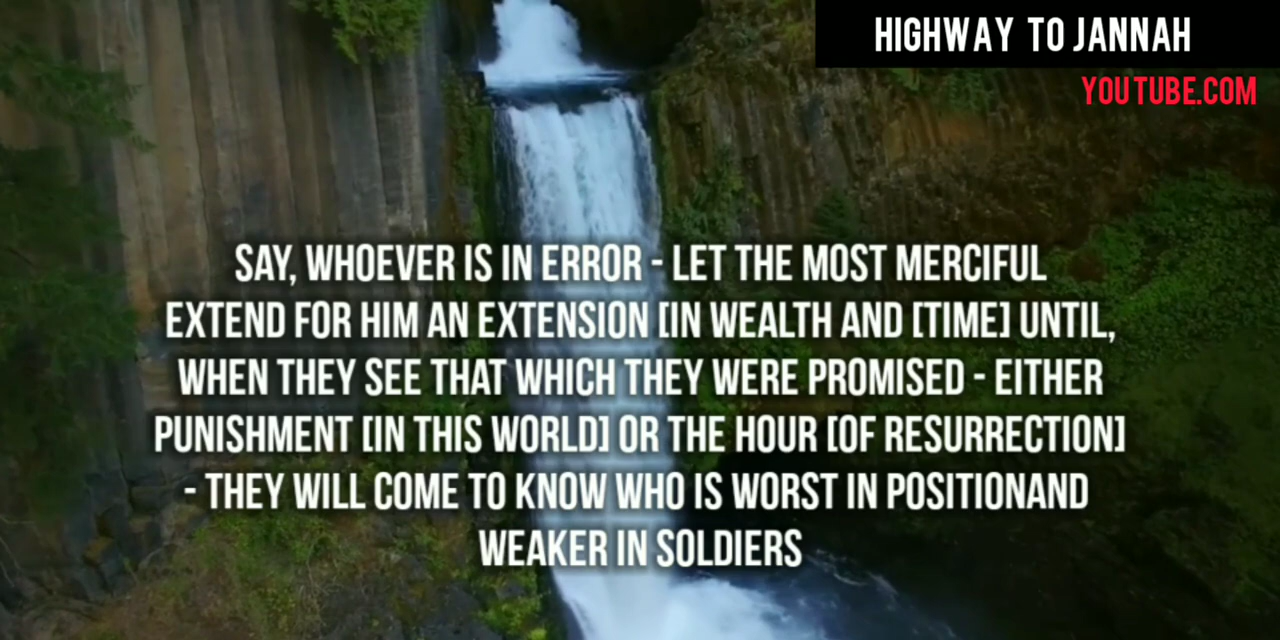 HIGHWAY TO JANNAH
YOUTUBE.COM
SAY, WHOEVER IS IN ERROR - LET THE MOST MERCIFUL
EXTEND FOR HIM AN EXTENSION [IN WEALTH AND [TIME] UNTIL,
WHEN THEY SEE THAT WHICH THEY WERE PROMISED - EITHER
PUNISHMENT [IN THIS WORLD] OR THE HOUR [OF RESURRECTION]
- THEY WILL COME TO KNOW WHO IS WORST IN POSITIONAND
WEAKER IN SOLDIERS